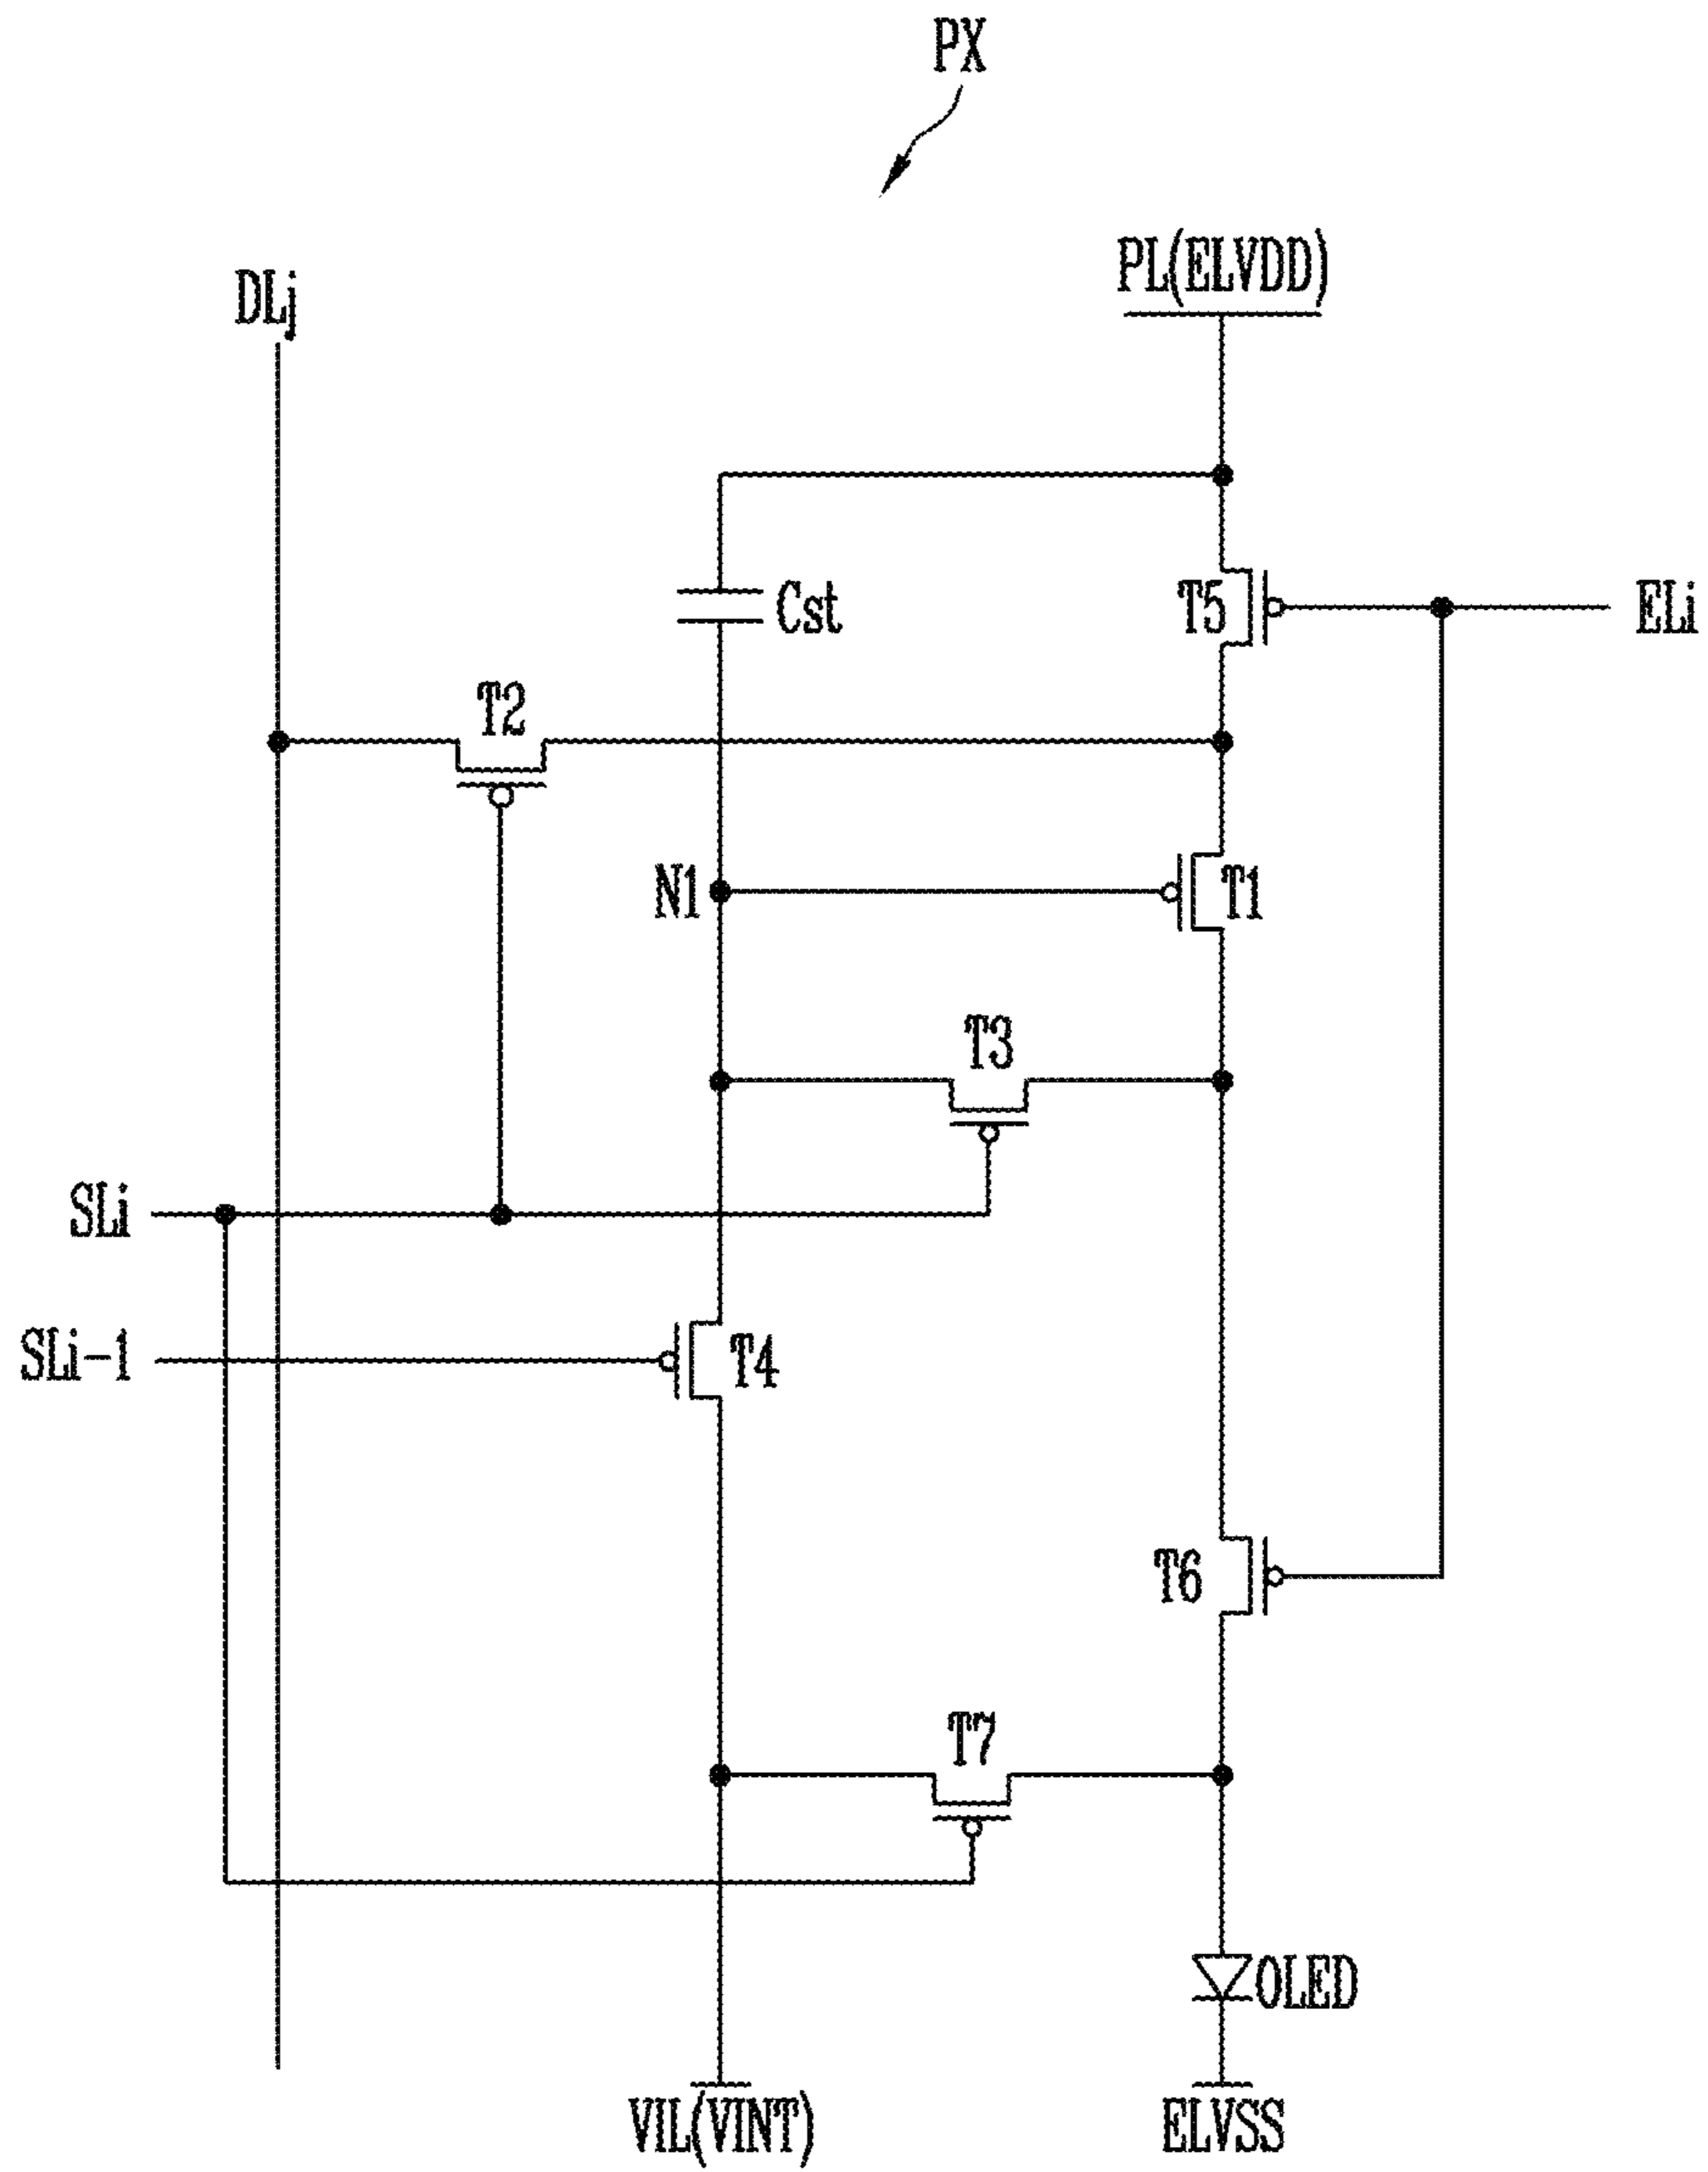 PX
PL(ELVDD)
DLj
Cst
T5
ELi
T2
N1
T1
T3
SLi
SLi-1
T4
T6
T7
OLED
VIL(VINT)
ELVSS